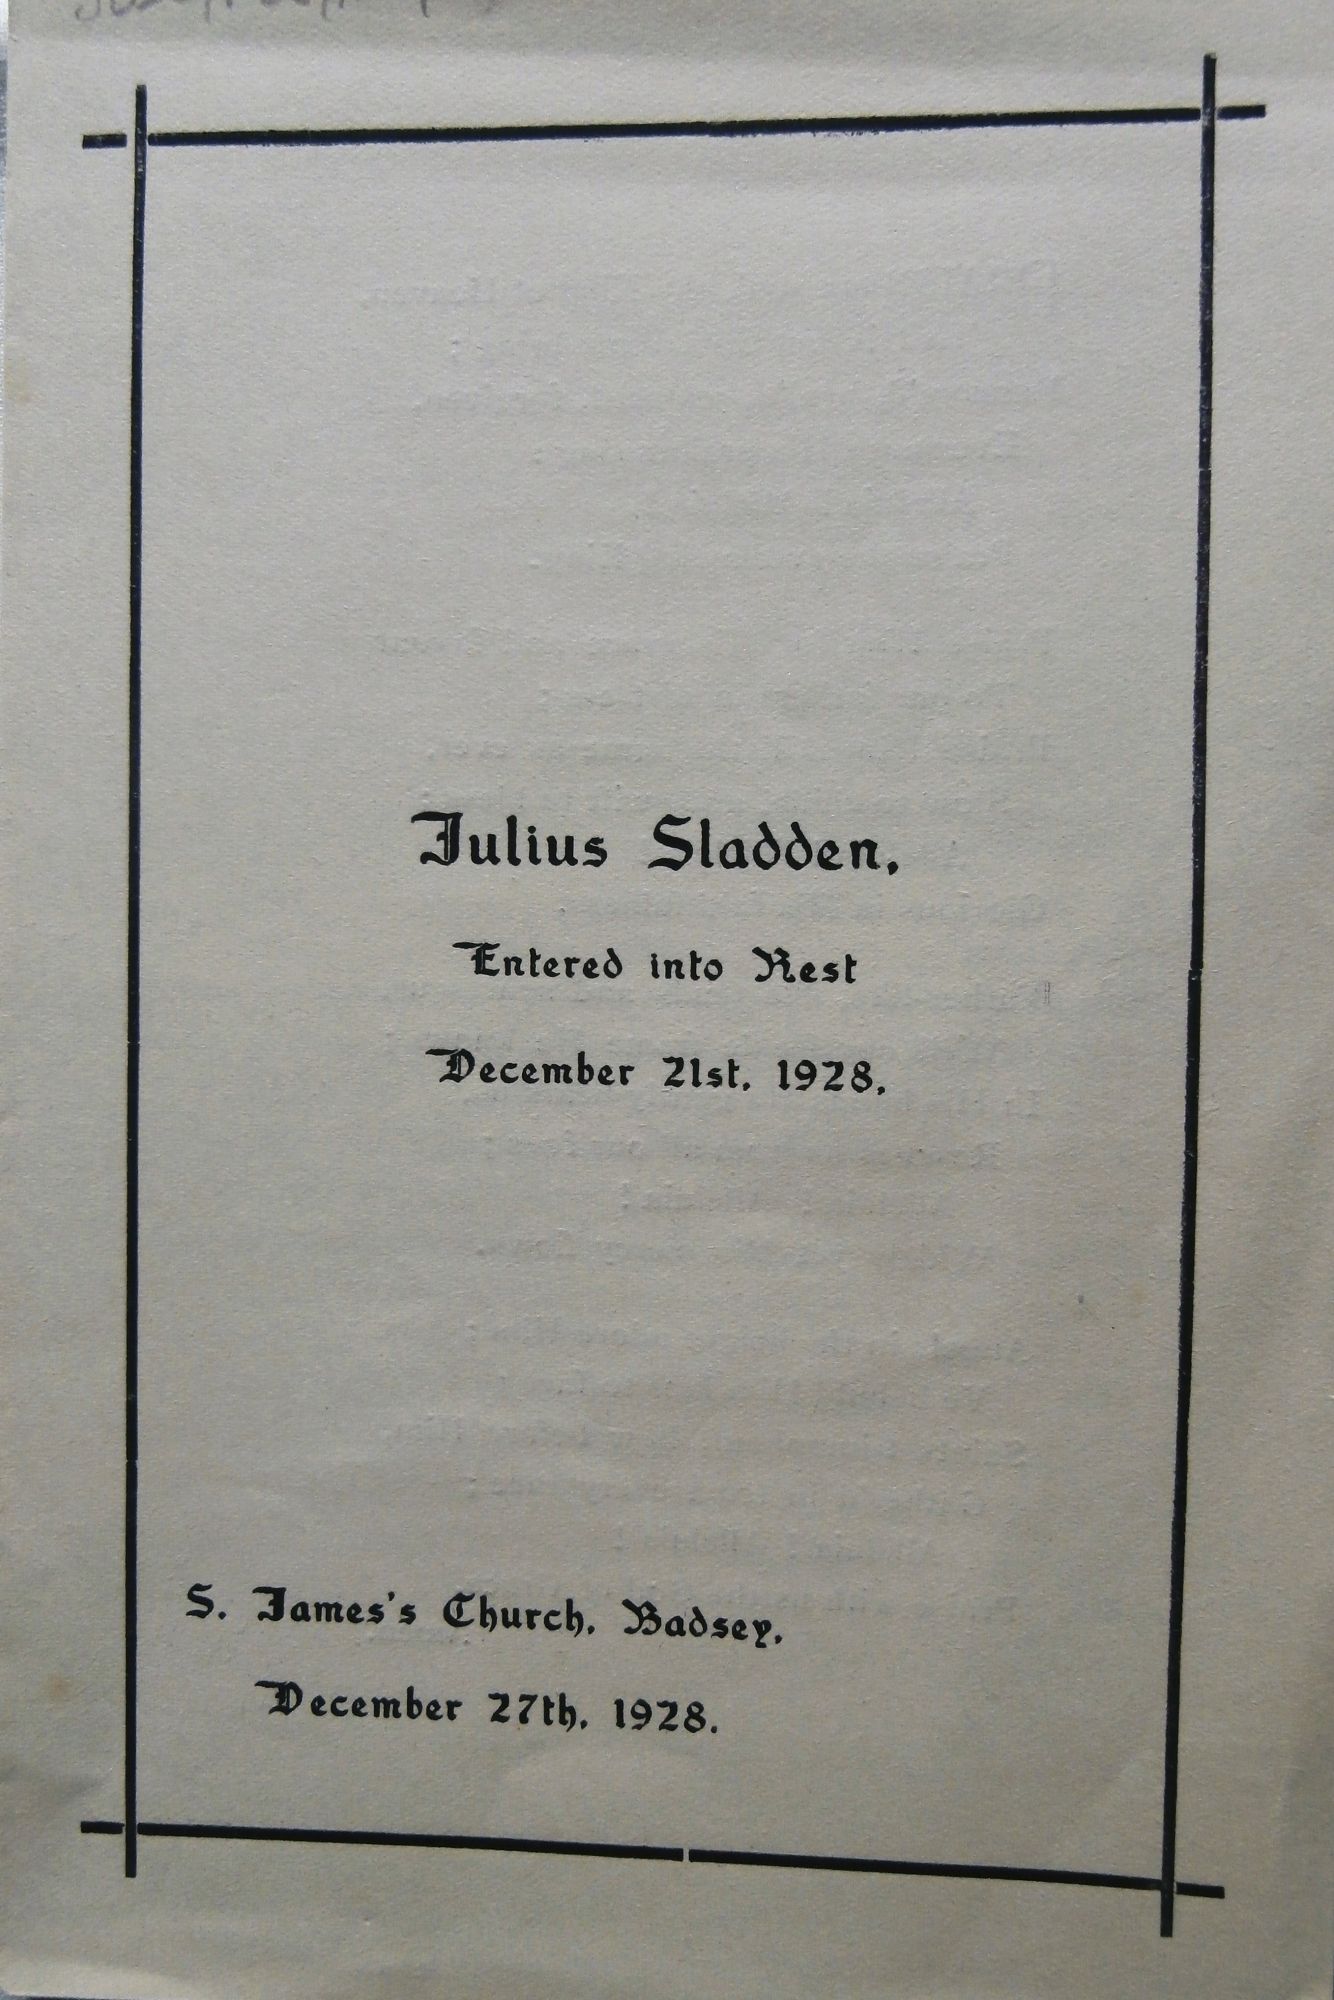 Julius Sladden,
Entered into Rest
December 21st, 1928.
S. James's Church, Badsey,
December 27th, 1928.